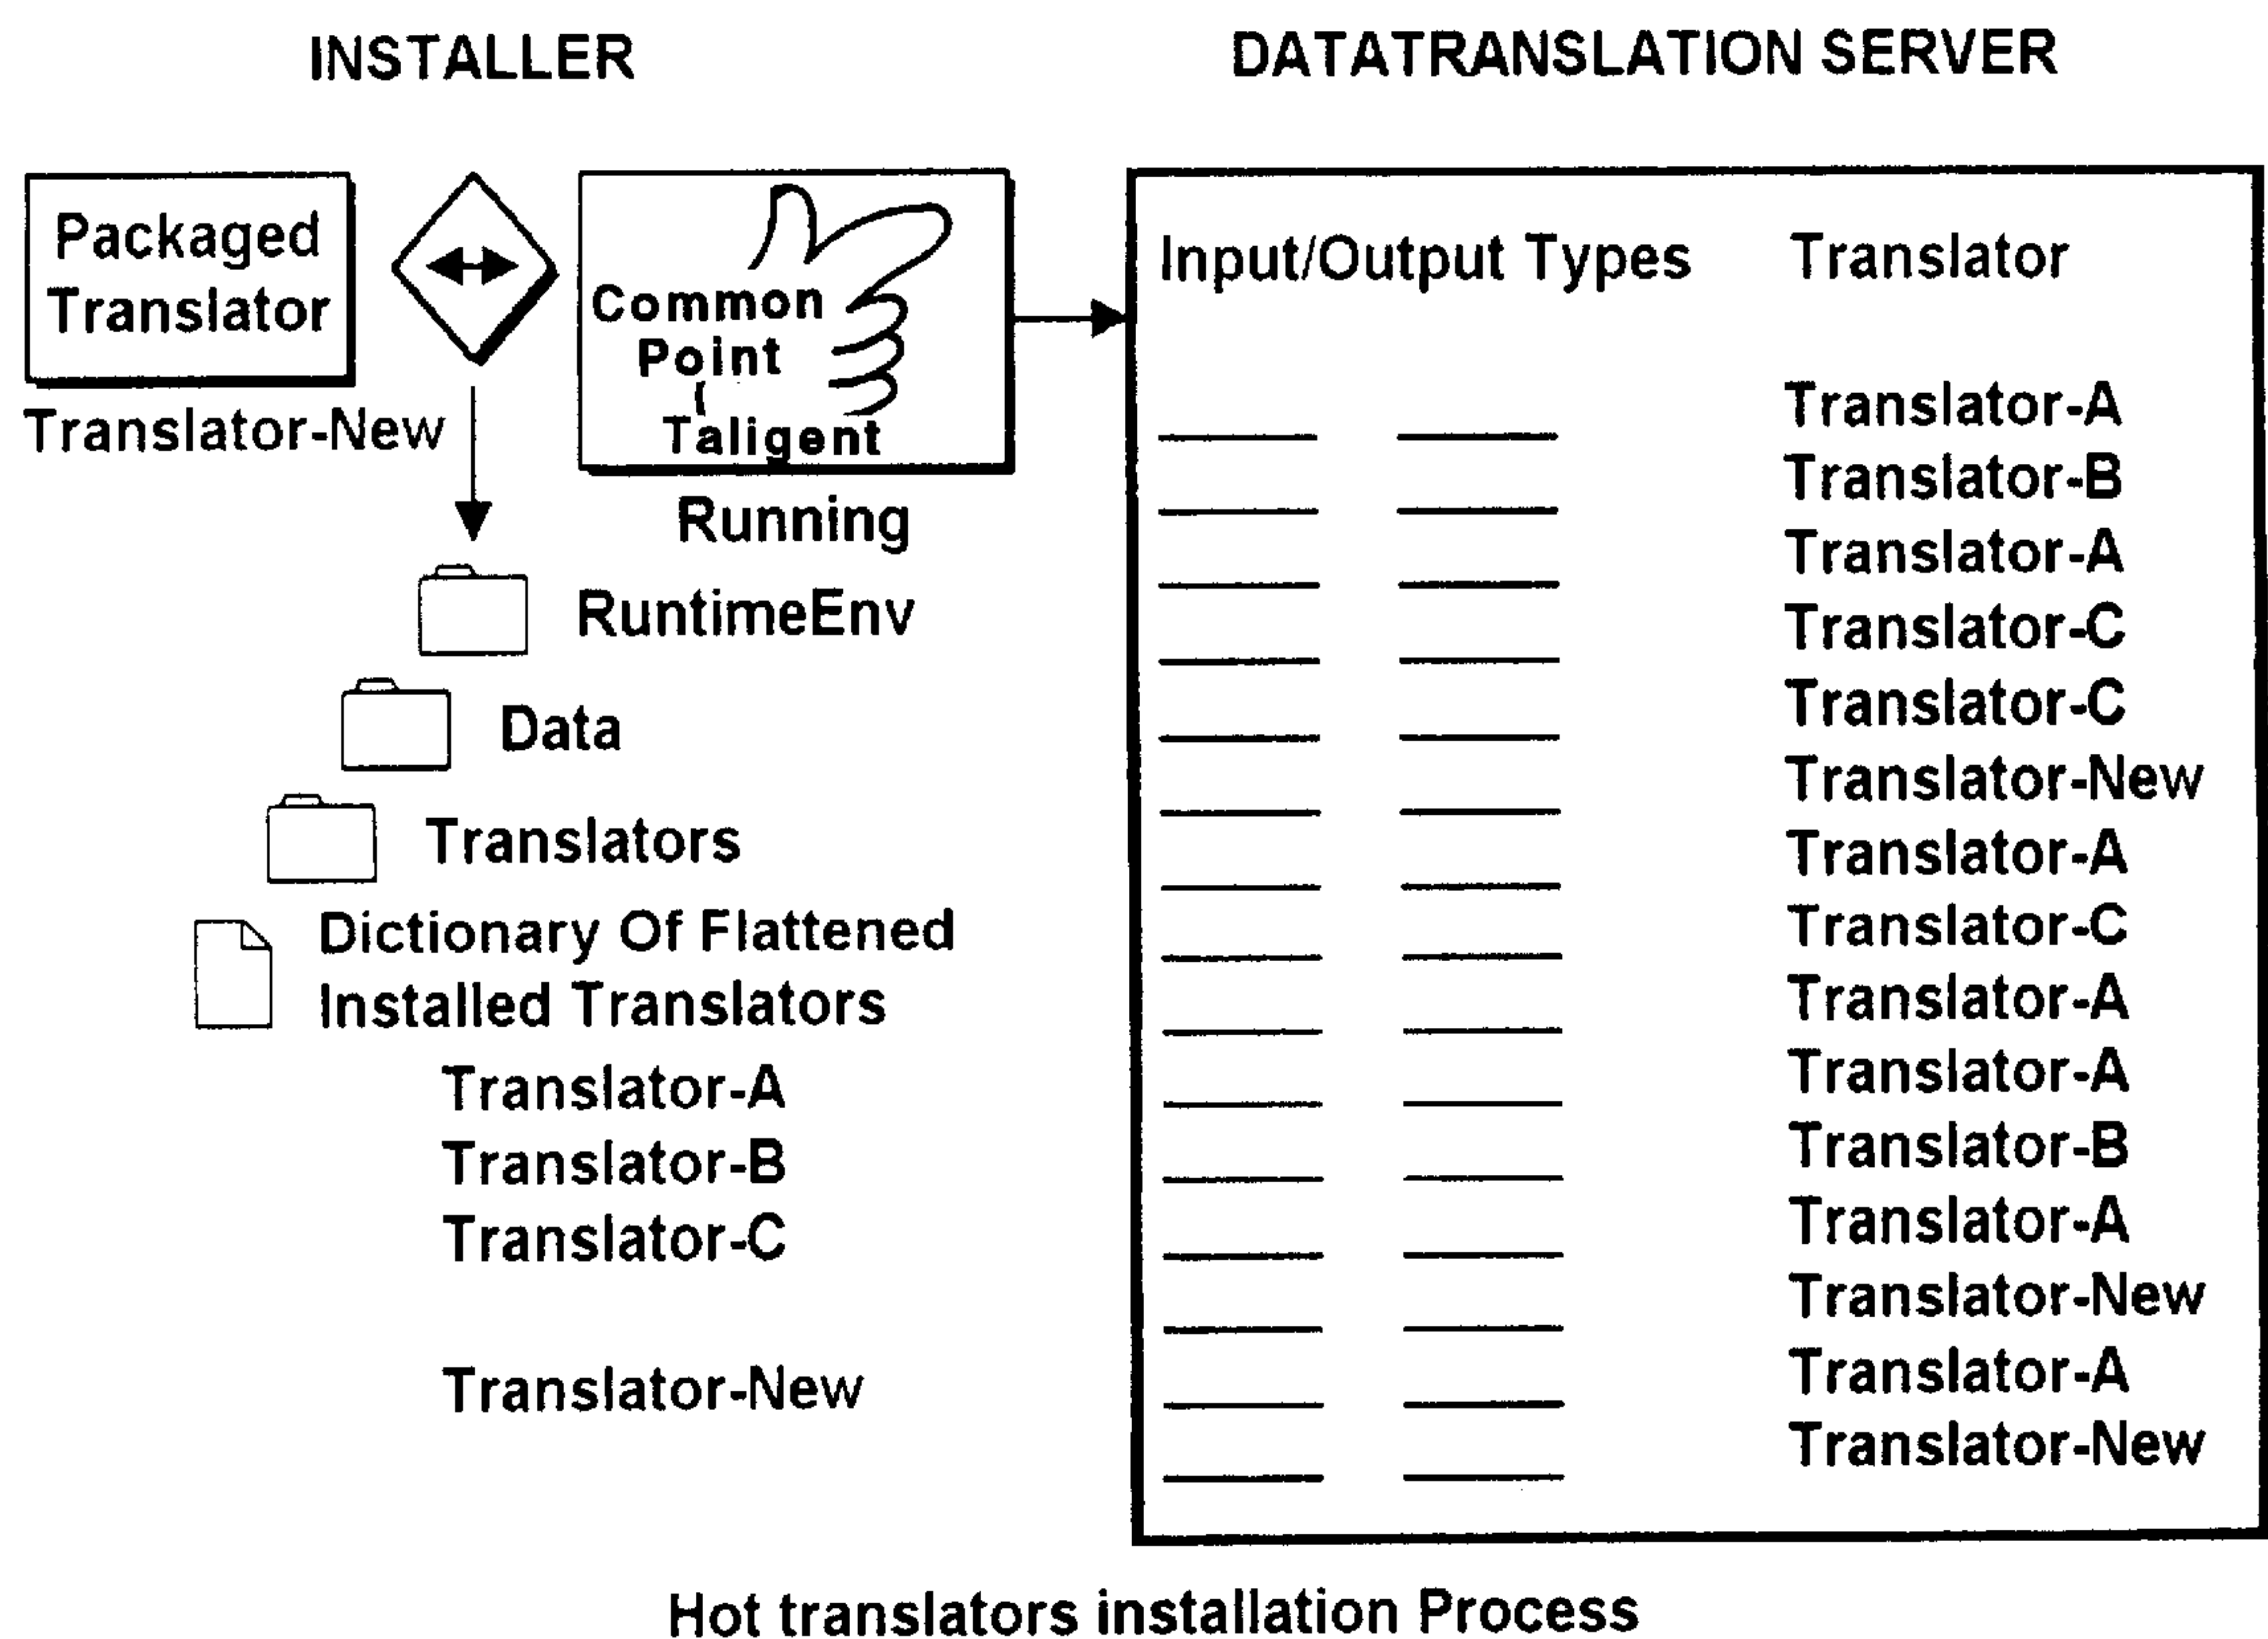 INSTALLER
DATATRANSLATION SERVER
Packaged
Translator
Translator-New
Common
Point
Taligent
Running
RuntimeEnv
Data
Translators
Dictionary Of Flattened
Installed Translators
Translator-A
Translator-B
Translator-C
Translator-New
Input/Output Types Translator
Translator-A
Translator-B
Translator-A
Translator-C
Translator-C
Translator-New
Translator-A
Translator-C
Translator-A
Translator-A
Translator-B
Translator-A
Translator-New
Translator-A
Translator-New
Hot translators installation Process